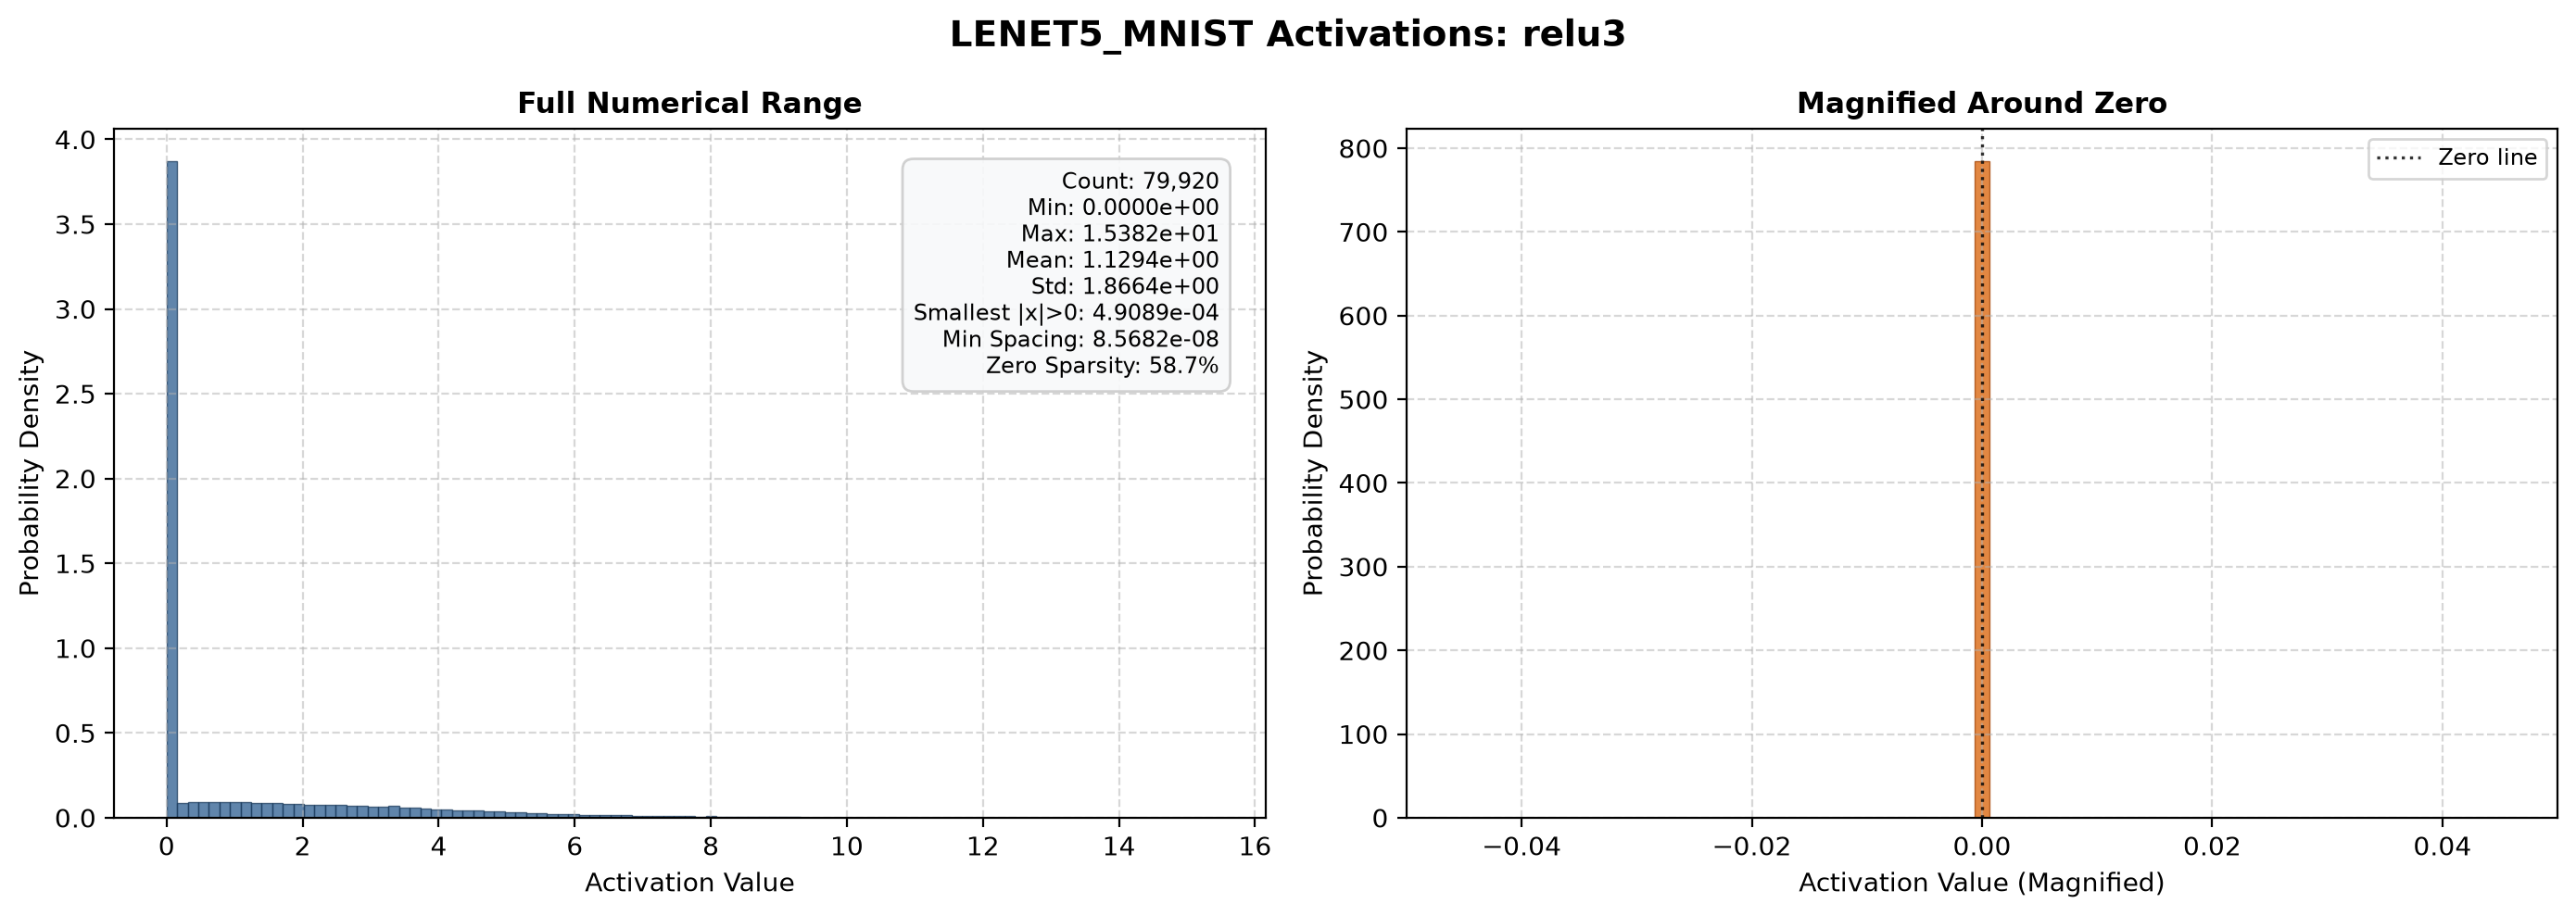 LENET5_MNIST Activations: relu3
Full Numerical Range
Probability Density
4.0
3.5
3.0
2.5
2.0
1.5
1.0
0.5
0.0
Count: 79,920
Min: 0.0000e+00
Max: 1.5382e+01
Mean: 1.1294e+00
Std: 1.8664e+00
Smallest |x|>0: 4.9089e-04
Min Spacing: 8.5682e-08
Zero Sparsity: 58.7%
0 2 4 6 8 10 12 14 16
Activation Value
Magnified Around Zero
Probability Density
800
700
600
500
400
300
200
100
0
Zero line
−0.04 −0.02 0.00 0.02 0.04
Activation Value (Magnified)